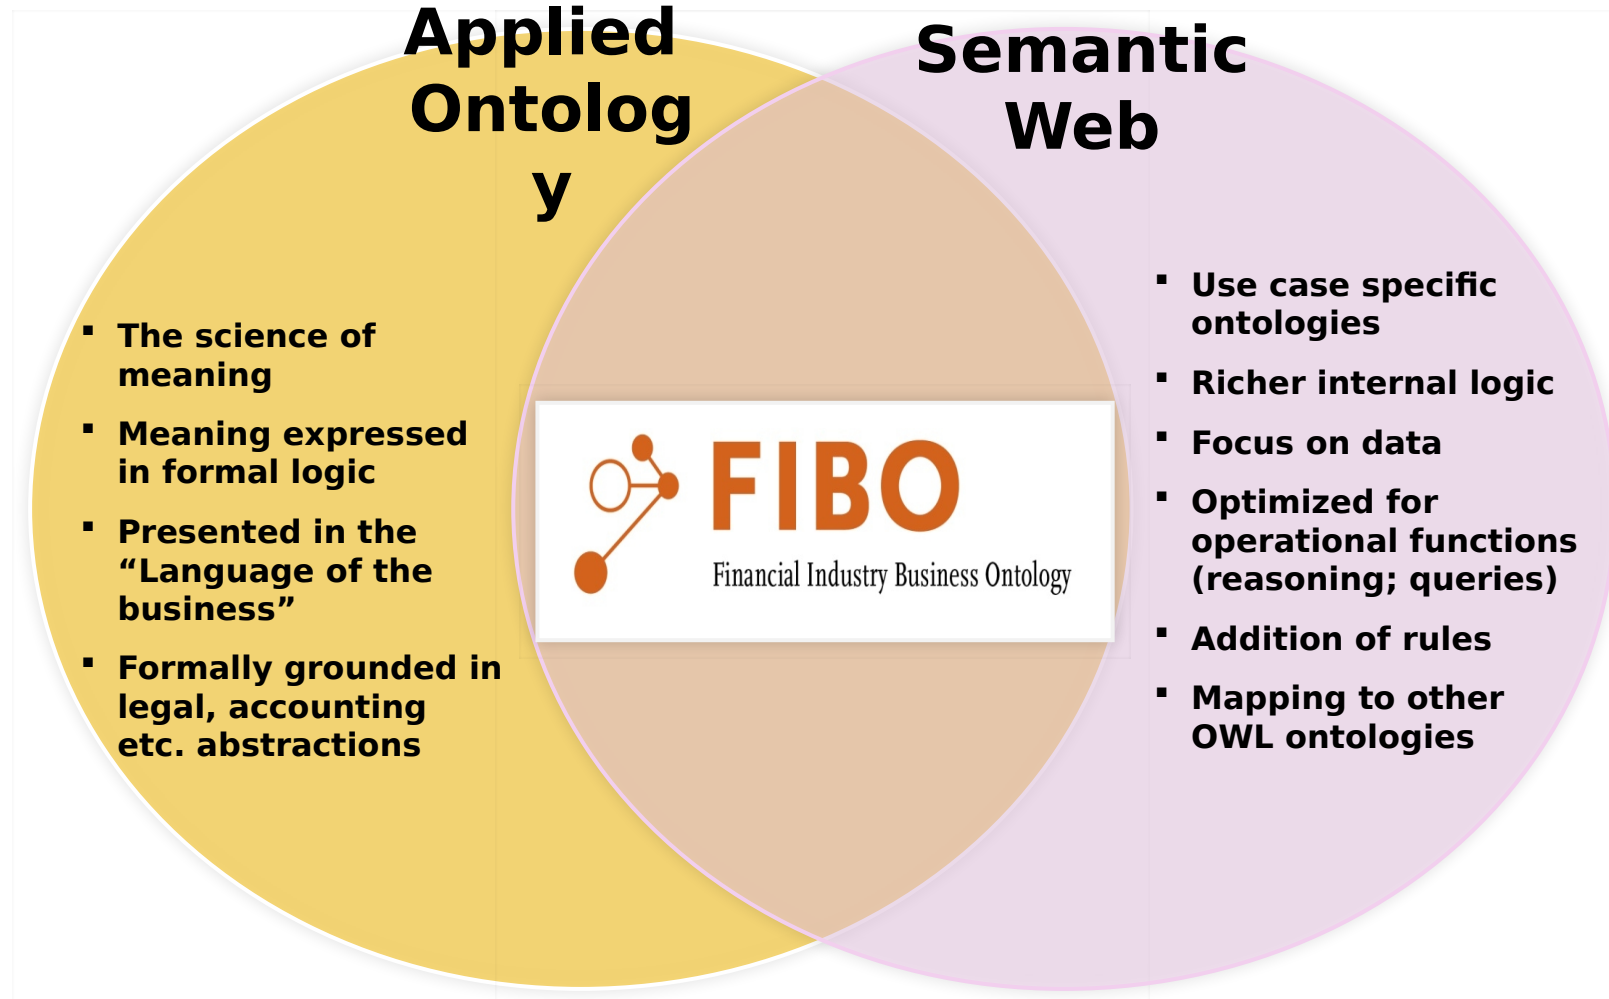 Applied
Ontolog
y
Semantic
Web
▪ The science of
meaning
▪ Meaning expressed
in formal logic
▪ Presented in the
“Language of the
business”
▪ Formally grounded in
legal, accounting
etc. abstractions
FIBO
Financial Industry Business Ontology
▪ Use case specific
ontologies
▪ Richer internal logic
▪ Focus on data
▪ Optimized for
operational functions
(reasoning; queries)
▪ Addition of rules
▪ Mapping to other
OWL ontologies